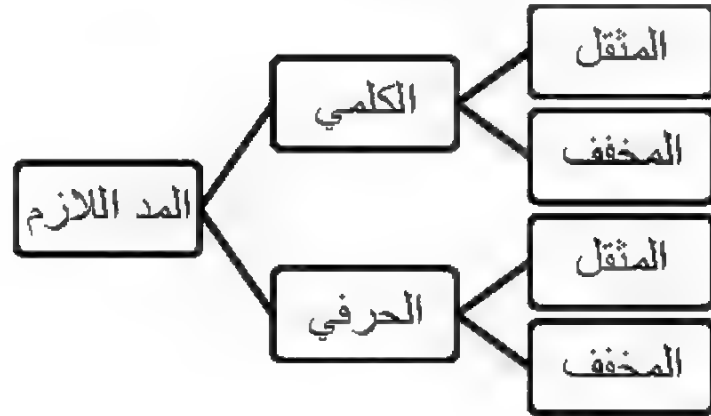 المد اللازم
الكلمي
المثقل
المخفف
الحرفي
المثقل
المخفف